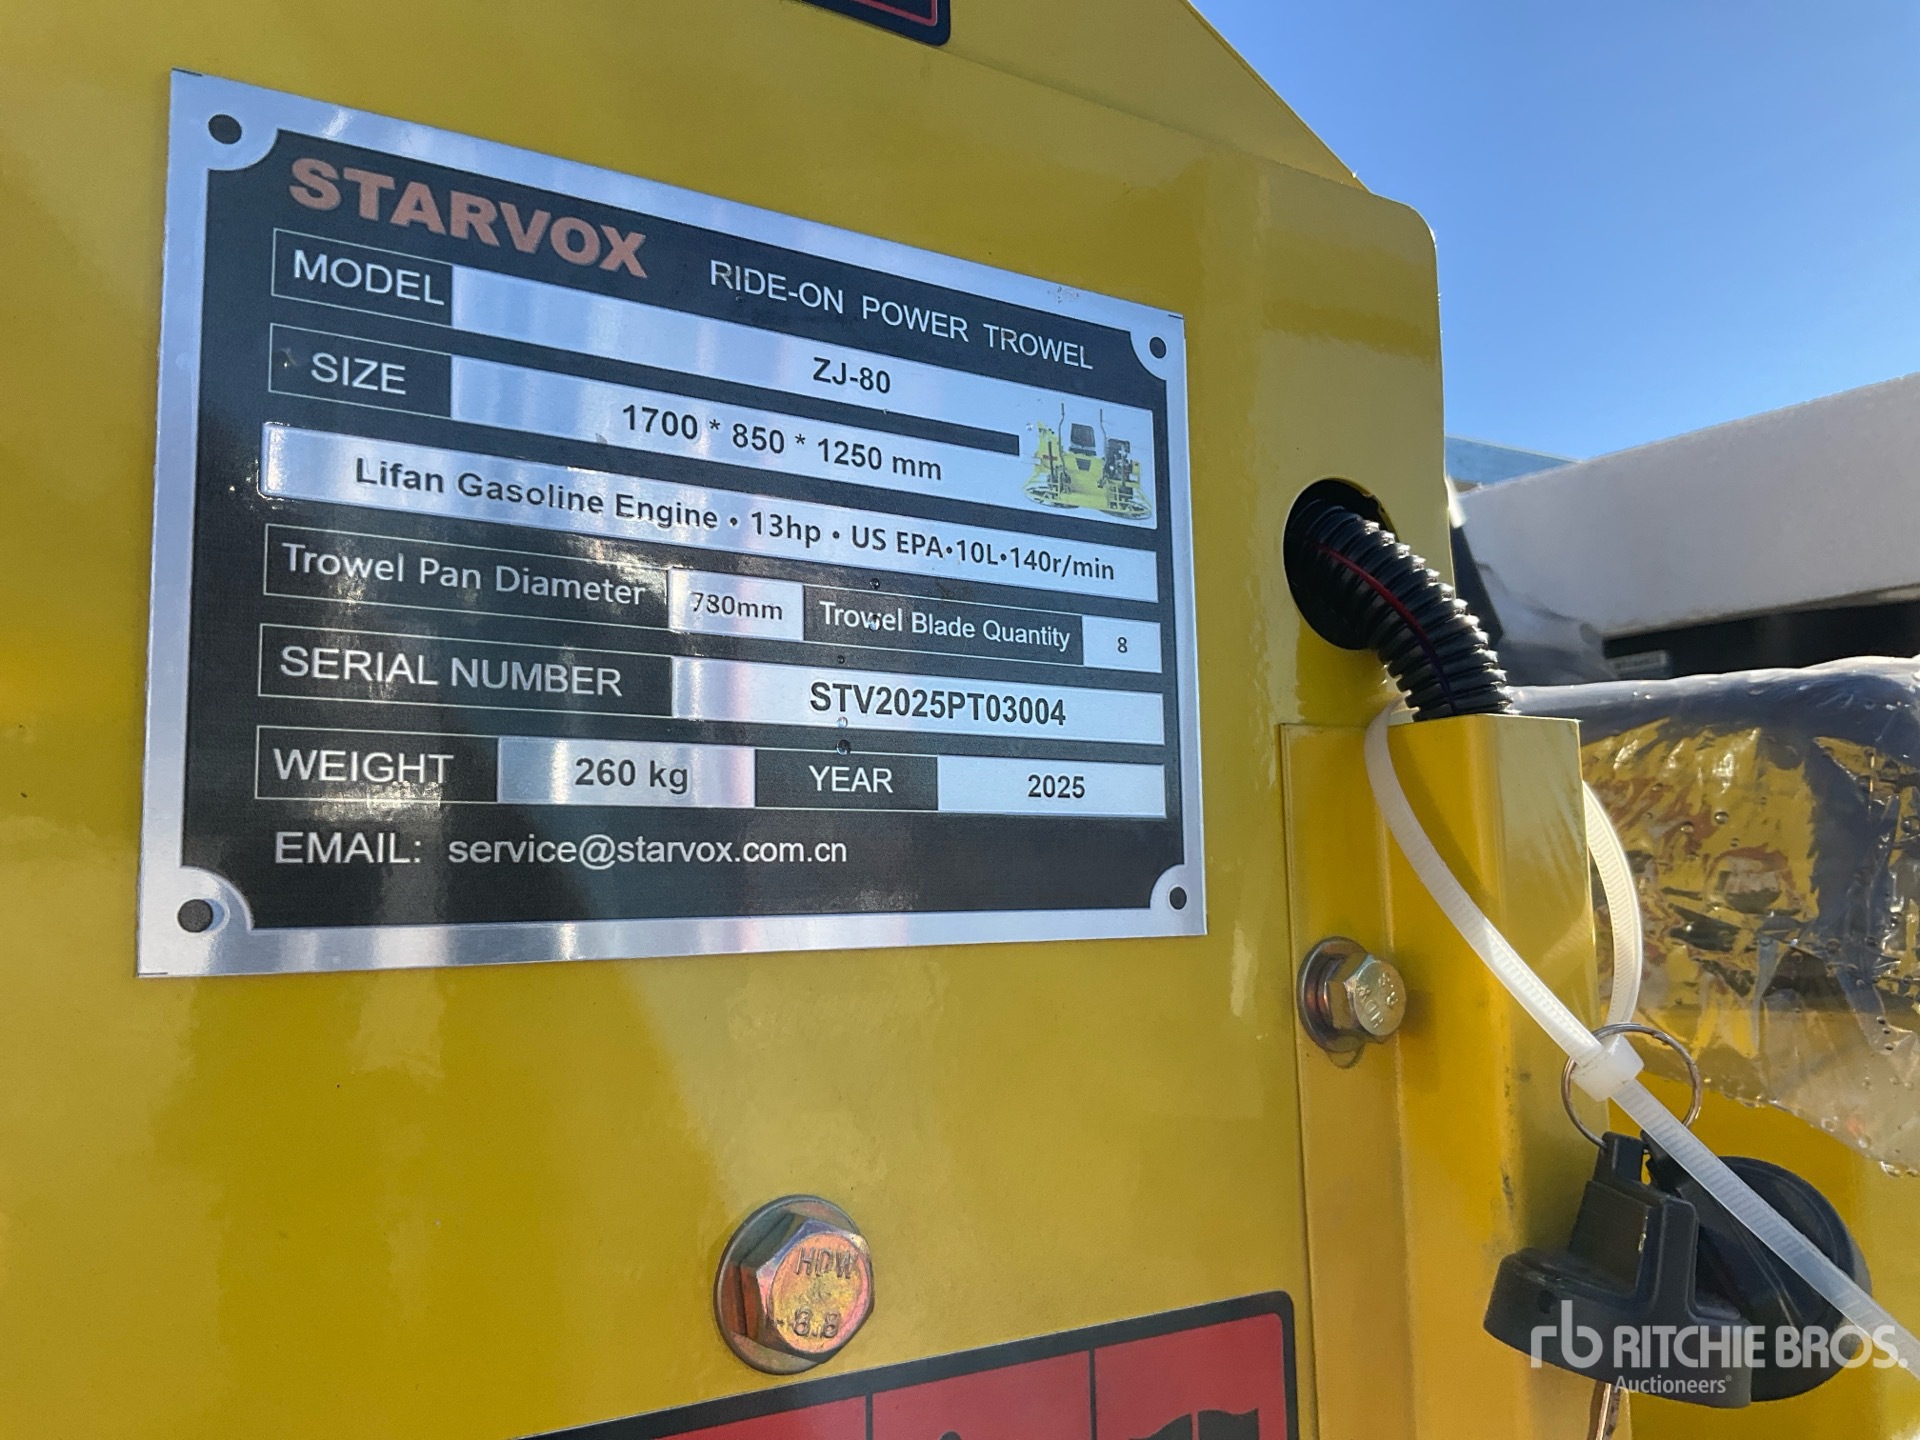 STARVOX RIDE-ON POWER TROWEL
MODEL ZJ-80
SIZE 1700 * 850 * 1250 mm
Lifan Gasoline Engine • 13hp • US EPA•10L•140r/min
Trowel Pan Diameter 780mm Trowel Blade Quantity 8
SERIAL NUMBER STV2025PT03004
WEIGHT 260 kg YEAR 2025
EMAIL: service@starvox.com.cn
HDW
8.8
rb RITCHIE BROS.
Auctioneers